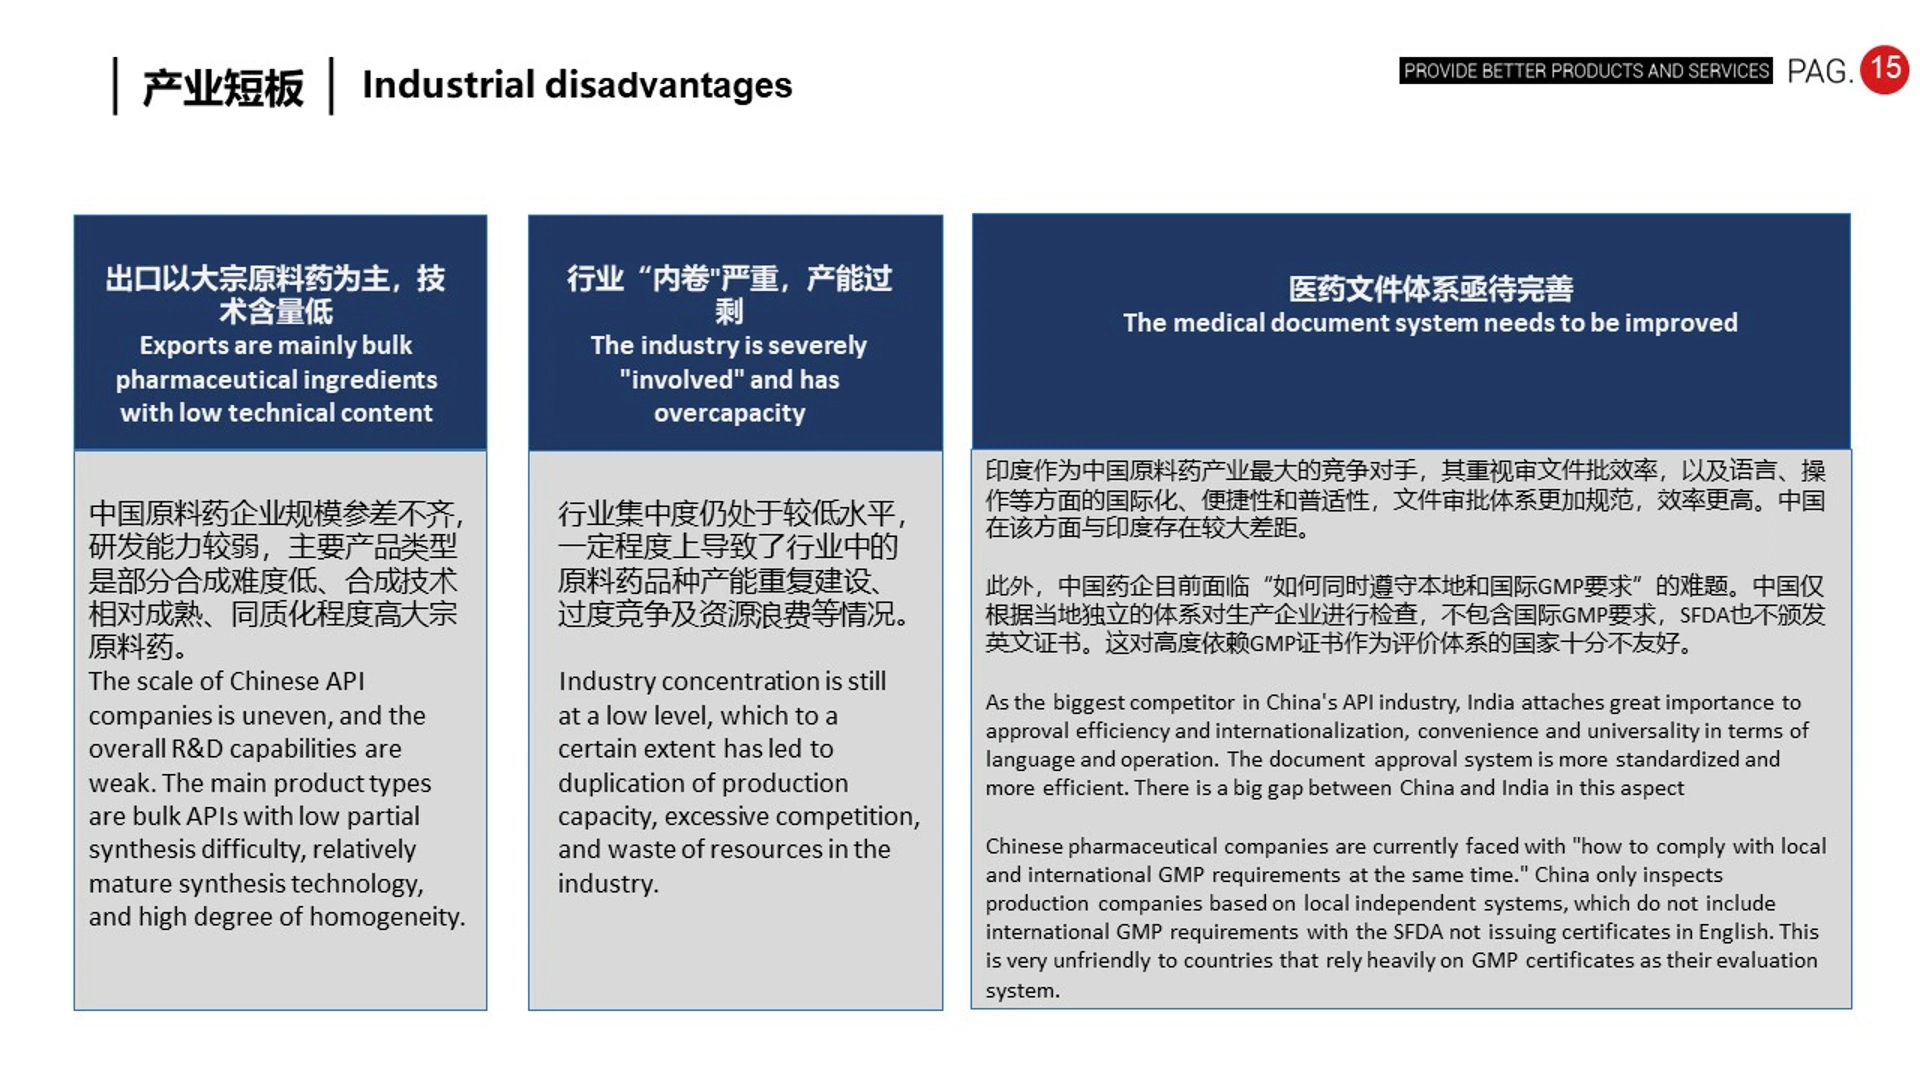 产业短板
Industrial disadvantages
PROVIDE BETTER PRODUCTS AND SERVICES
PAG. 15
出口以大宗原料药为主，技
术含量低
Exports are mainly bulk
pharmaceutical ingredients
with low technical content
中国原料药企业规模参差不齐，
研发能力较弱，主要产品类型
是部分合成难度低、合成技术
相对成熟、同质化程度高大宗
原料药。
The scale of Chinese API
companies is uneven, and the
overall R&D capabilities are
weak. The main product types
are bulk APIs with low partial
synthesis difficulty, relatively
mature synthesis technology,
and high degree of homogeneity.
行业“内卷"严重，产能过
剩
The industry is severely
"involved" and has
overcapacity
行业集中度仍处于较低水平，
一定程度上导致了行业中的
原料药品种产能重复建设、
过度竞争及资源浪费等情况。
Industry concentration is still
at a low level, which to a
certain extent has led to
duplication of production
capacity, excessive competition,
and waste of resources in the
industry.
医药文件体系亟待完善
The medical document system needs to be improved
印度作为中国原料药产业最大的竞争对手，其重视审文件批效率，以及语言、操
作等方面的国际化、便捷性和普适性，文件审批体系更加规范，效率更高。中国
在该方面与印度存在较大差距。
此外，中国药企目前面临“如何同时遵守本地和国际GMP要求”的难题。中国仅
根据当地独立的体系对生产企业进行检查，不包含国际GMP要求，SFDA也不颁发
英文证书。这对高度依赖GMP证书作为评价体系的国家十分不友好。
As the biggest competitor in China's API industry, India attaches great importance to
approval efficiency and internationalization, convenience and universality in terms of
language and operation. The document approval system is more standardized and
more efficient. There is a big gap between China and India in this aspect
Chinese pharmaceutical companies are currently faced with "how to comply with local
and international GMP requirements at the same time." China only inspects
production companies based on local independent systems, which do not include
international GMP requirements with the SFDA not issuing certificates in English. This
is very unfriendly to countries that rely heavily on GMP certificates as their evaluation
system.